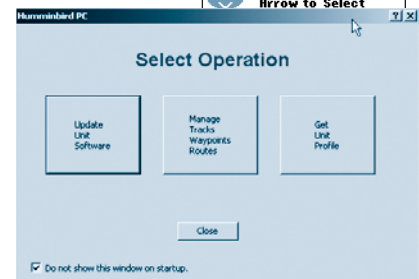 Arrow to Select
Humminbird PC
Select Operation
Update
Unit
Software
Manage
Tracks
Waypoints
Routes
Get
Unit
Profile
Close
Do not show this window on startup.